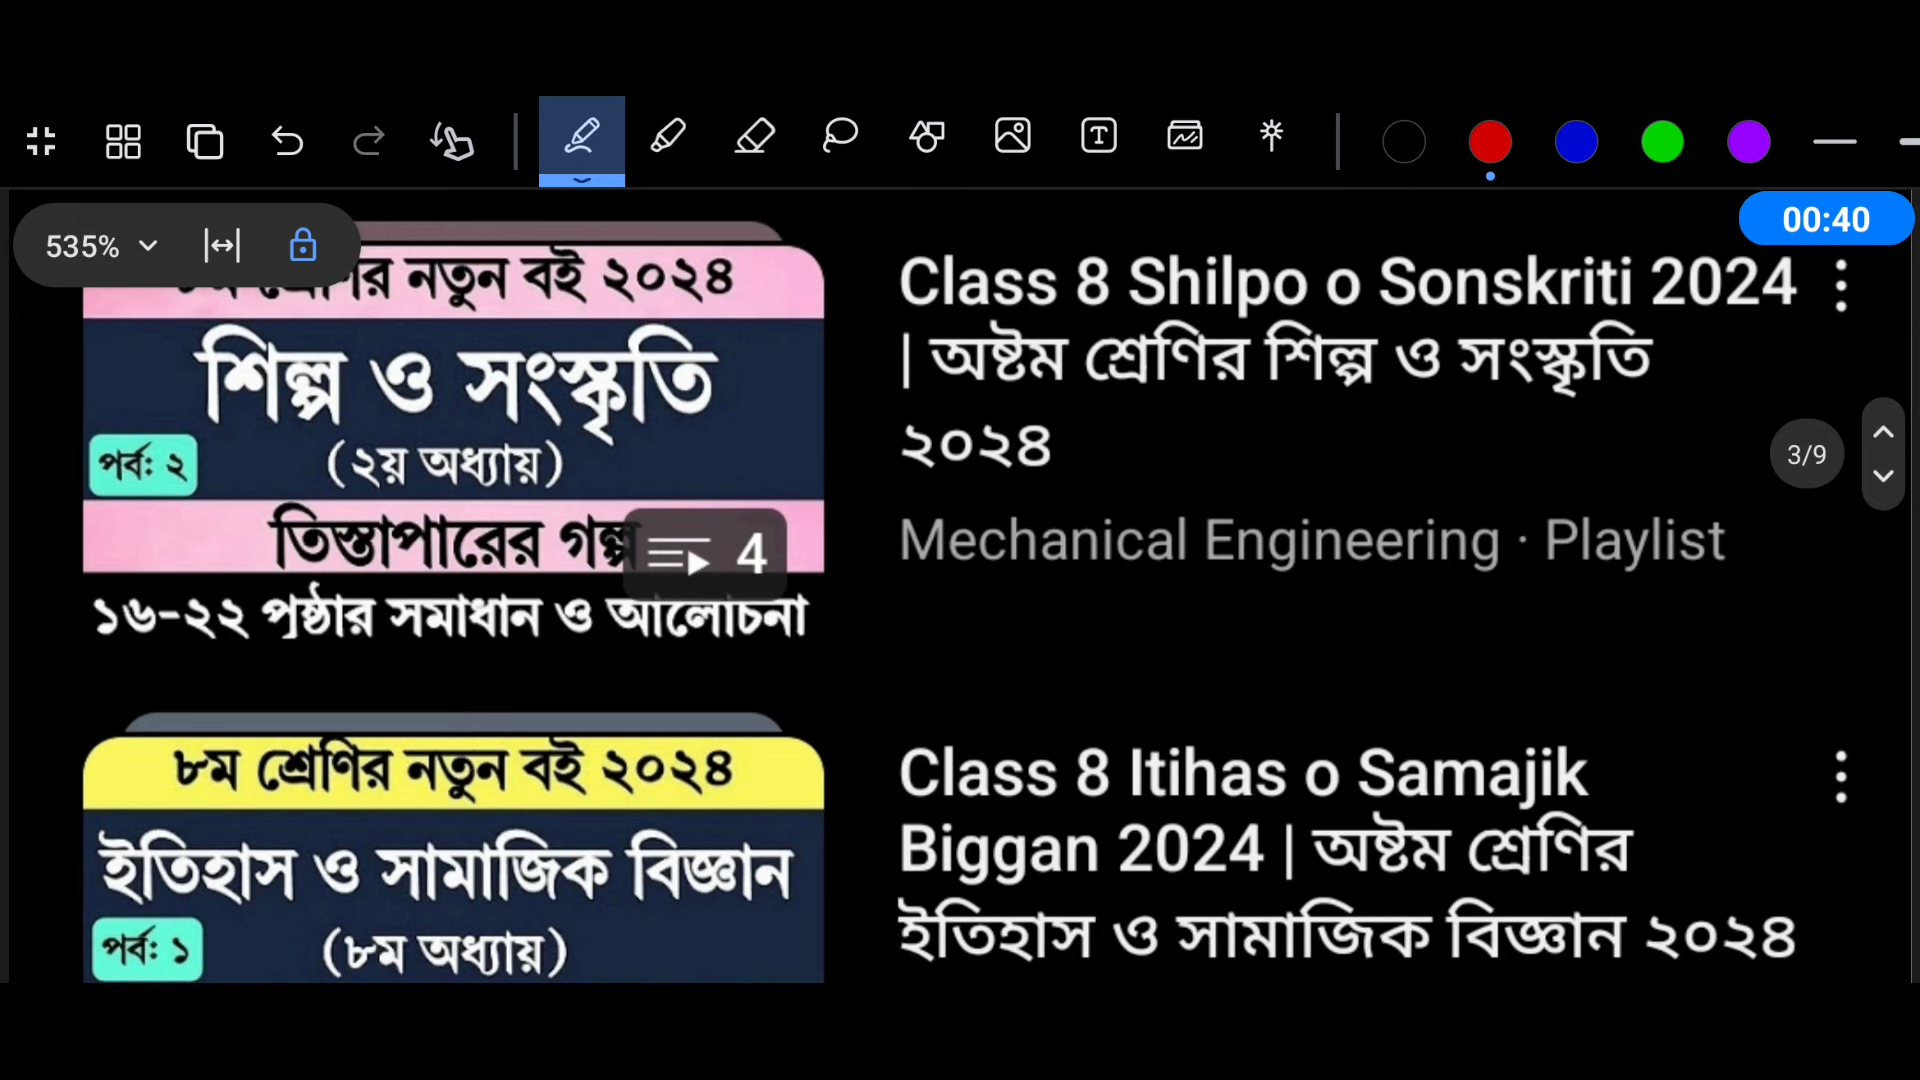 535%
00:40
৮ম শ্রেণির নতুন বই ২০২৪
শিল্প ও সংস্কৃতি
পর্ব: ২
(২য় অধ্যায়)
তিস্তাপারের গল্প
4
১৬-২২ পৃষ্ঠার সমাধান ও আলোচনা
Class 8 Shilpo o Sonskriti 2024
| অষ্টম শ্রেণির শিল্প ও সংস্কৃতি
২০২৪
Mechanical Engineering · Playlist
3/9
৮ম শ্রেণির নতুন বই ২০২৪
ইতিহাস ও সামাজিক বিজ্ঞান
পর্ব: ১
(৮ম অধ্যায়)
Class 8 Itihas o Samajik
Biggan 2024 | অষ্টম শ্রেণির
ইতিহাস ও সামাজিক বিজ্ঞান ২০২৪